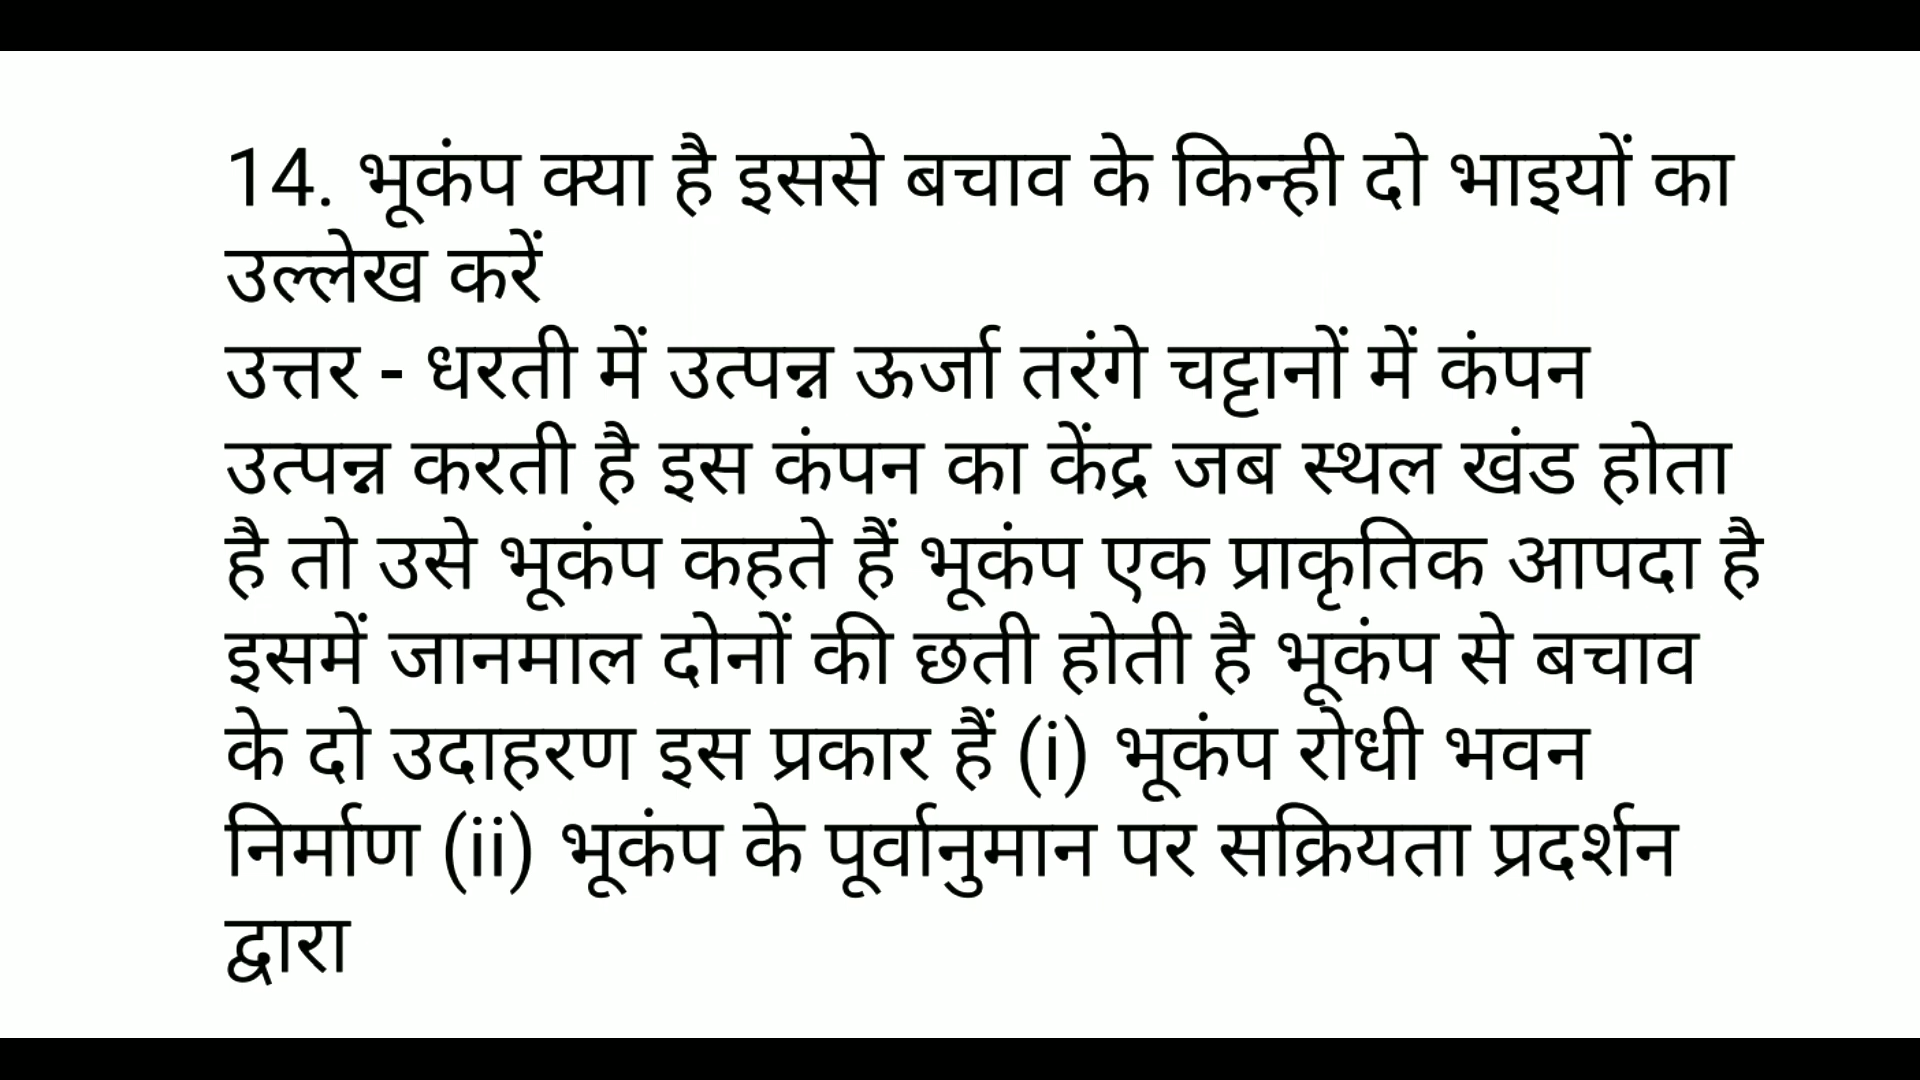 14. भूकंप क्या है इससे बचाव के किन्ही दो भाइयों का
उल्लेख करें
उत्तर - धरती में उत्पन्न ऊर्जा तरंगे चट्टानों में कंपन
उत्पन्न करती है इस कंपन का केंद्र जब स्थल खंड होता
है तो उसे भूकंप कहते हैं भूकंप एक प्राकृतिक आपदा है
इसमें जानमाल दोनों की छती होती है भूकंप से बचाव
के दो उदाहरण इस प्रकार हैं (i) भूकंप रोधी भवन
निर्माण (ii) भूकंप के पूर्वानुमान पर सक्रियता प्रदर्शन
द्वारा